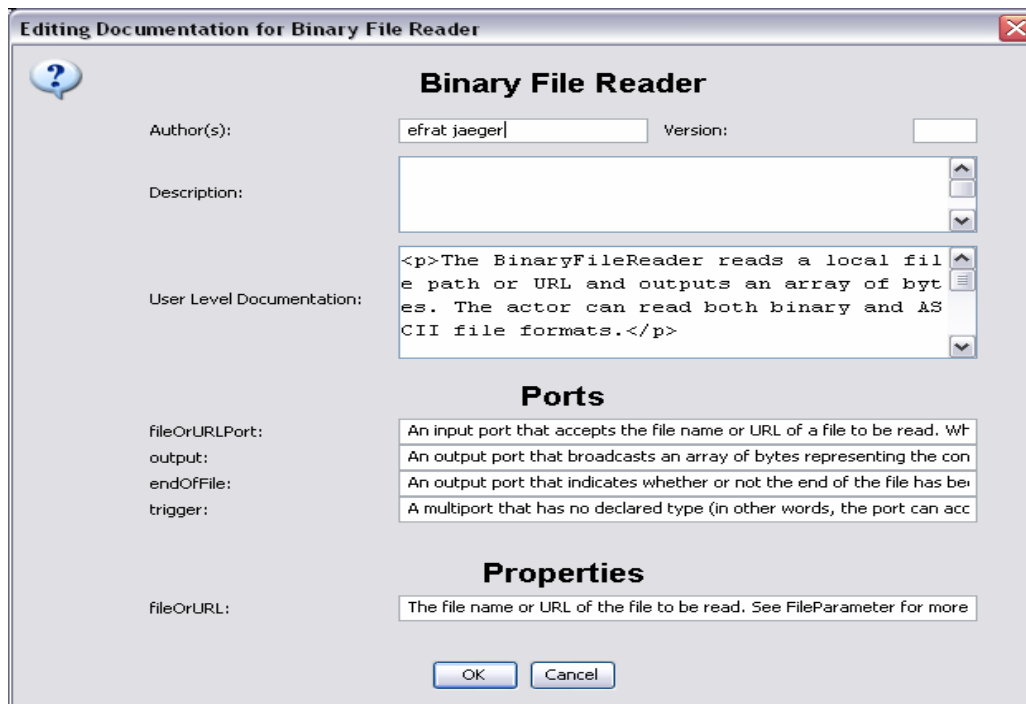 Editing Documentation for Binary File Reader
Binary File Reader
Author(s): efrat jaeger Version:
Description:
User Level Documentation:
<p>The BinaryFileReader reads a local fil
e path or URL and outputs an array of byt
es. The actor can read both binary and AS
CII file formats.</p>
Ports
fileOrURLPort: An input port that accepts the file name or URL of a file to be read.
output: An output port that broadcasts an array of bytes representing the con
endOfFile: An output port that indicates whether or not the end of the file has be
trigger: A multiport that has no declared type (in other words, the port can acc
Properties
fileOrURL: The file name or URL of the file to be read. See FileParameter for more
OK Cancel